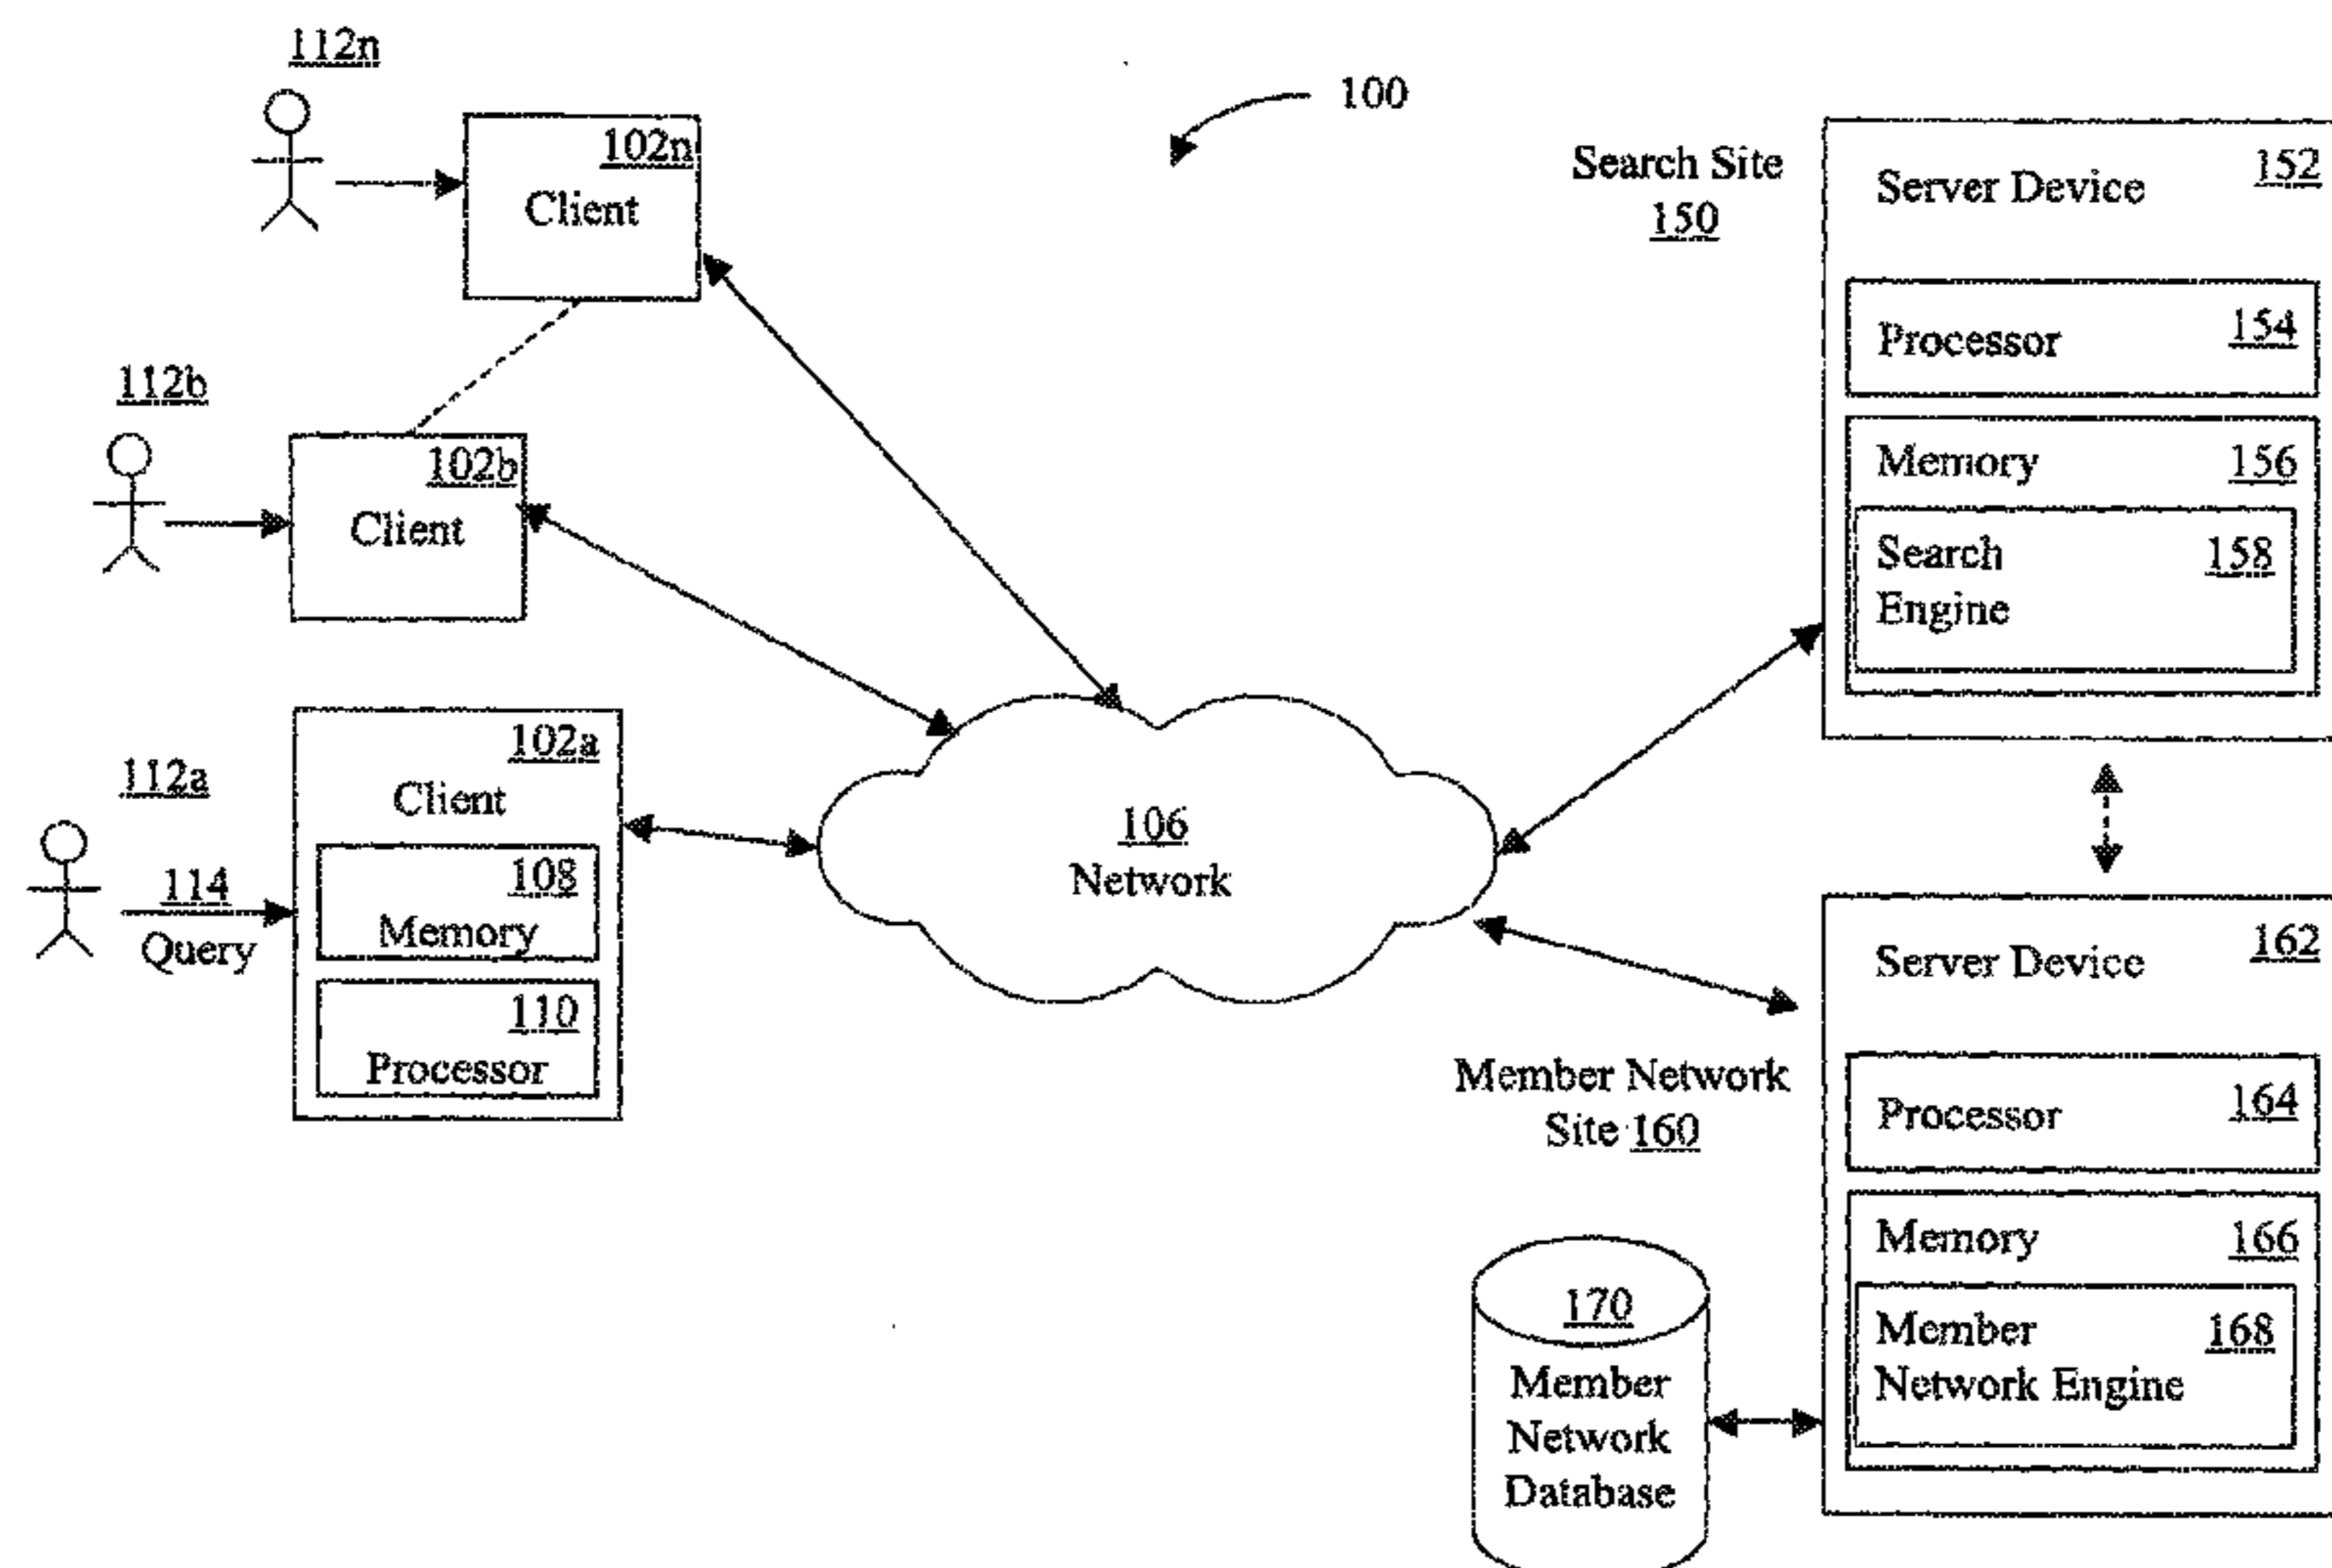 112n
100
102n
Client
Search Site
150
Server Device 152
Processor 154
Memory 156
Search 158
Engine
112b
102b
Client
112a
102a
Client
108
Memory
110
Processor
114
Query
106
Network
Member Network
Site 160
Server Device 162
Processor 164
Memory 166
Member 168
Network Engine
170
Member
Network
Database